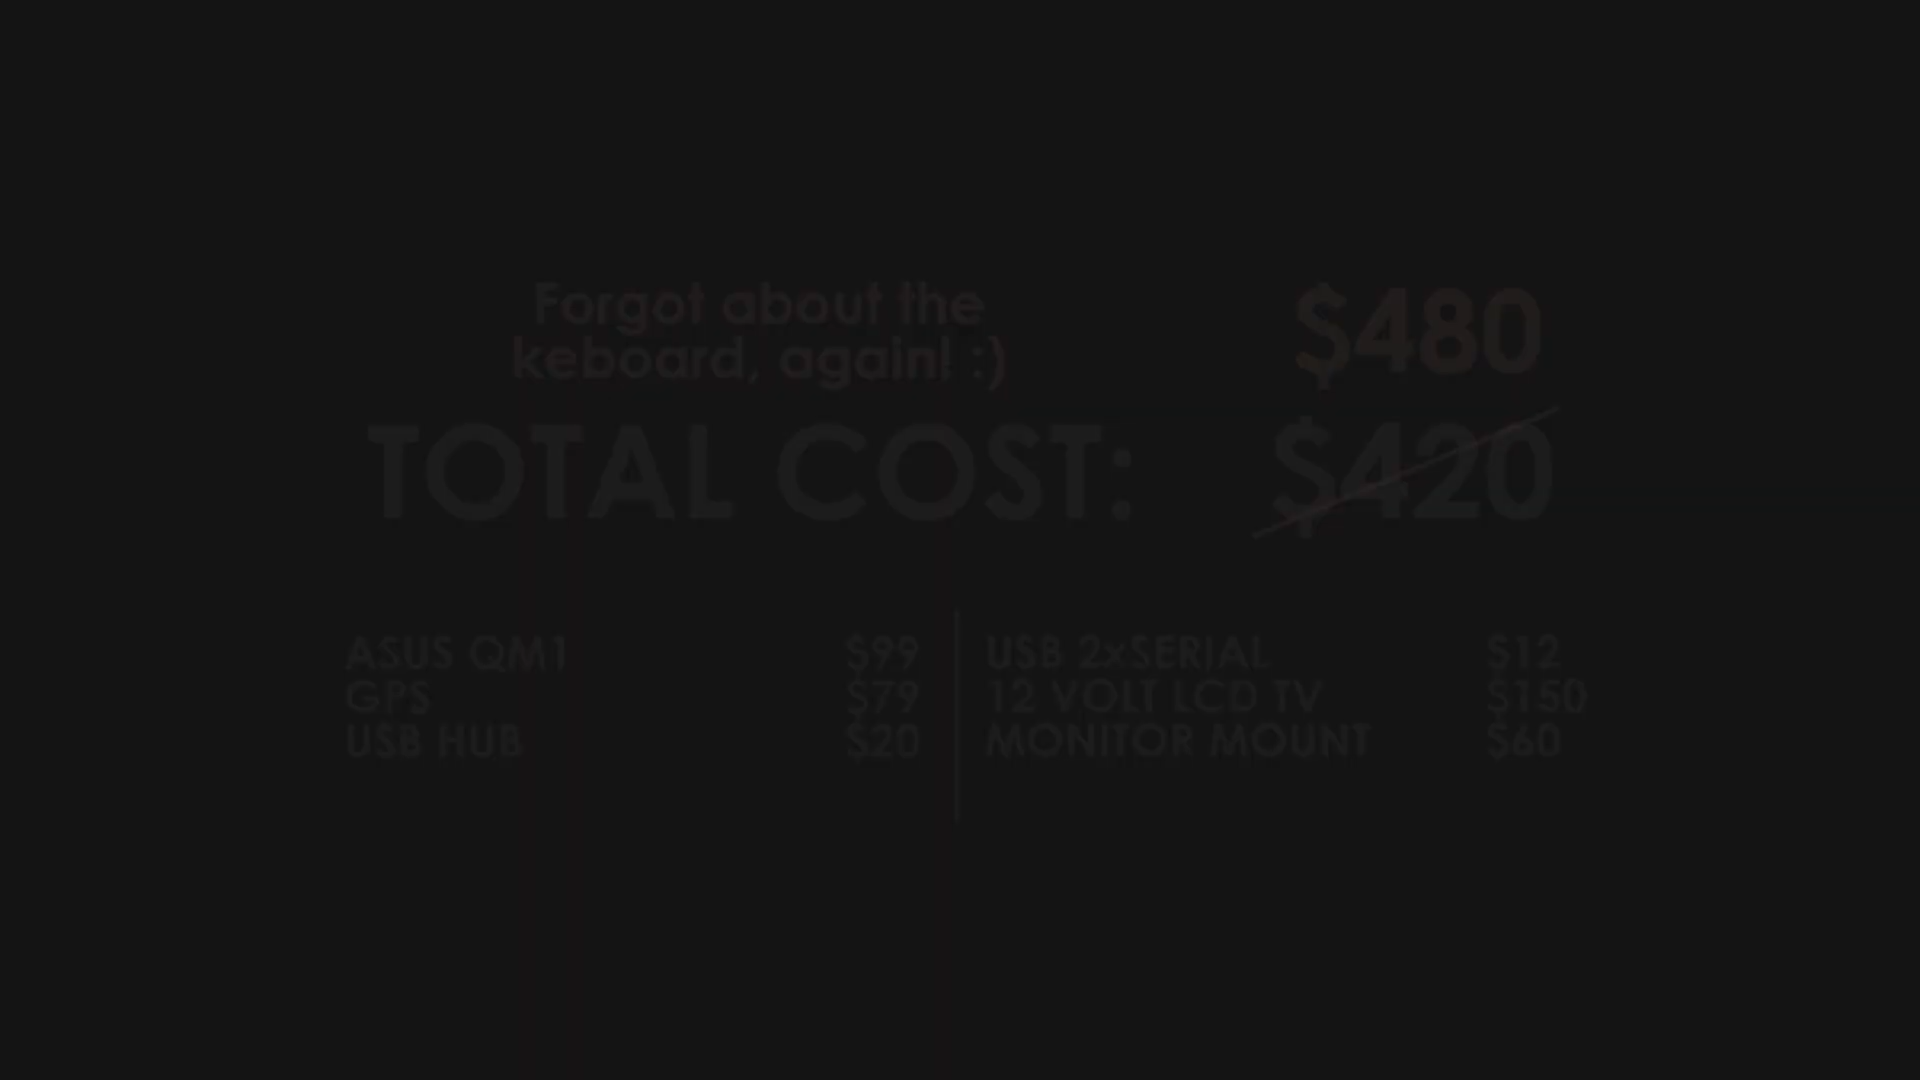 Forgot about the
keboard, again! :)
$480
TOTAL COST: $420
ASUS QM1 $99
GPS $79
USB HUB $20
USB 2xSERIAL $12
12 VOLT LCD TV $150
MONITOR MOUNT $60